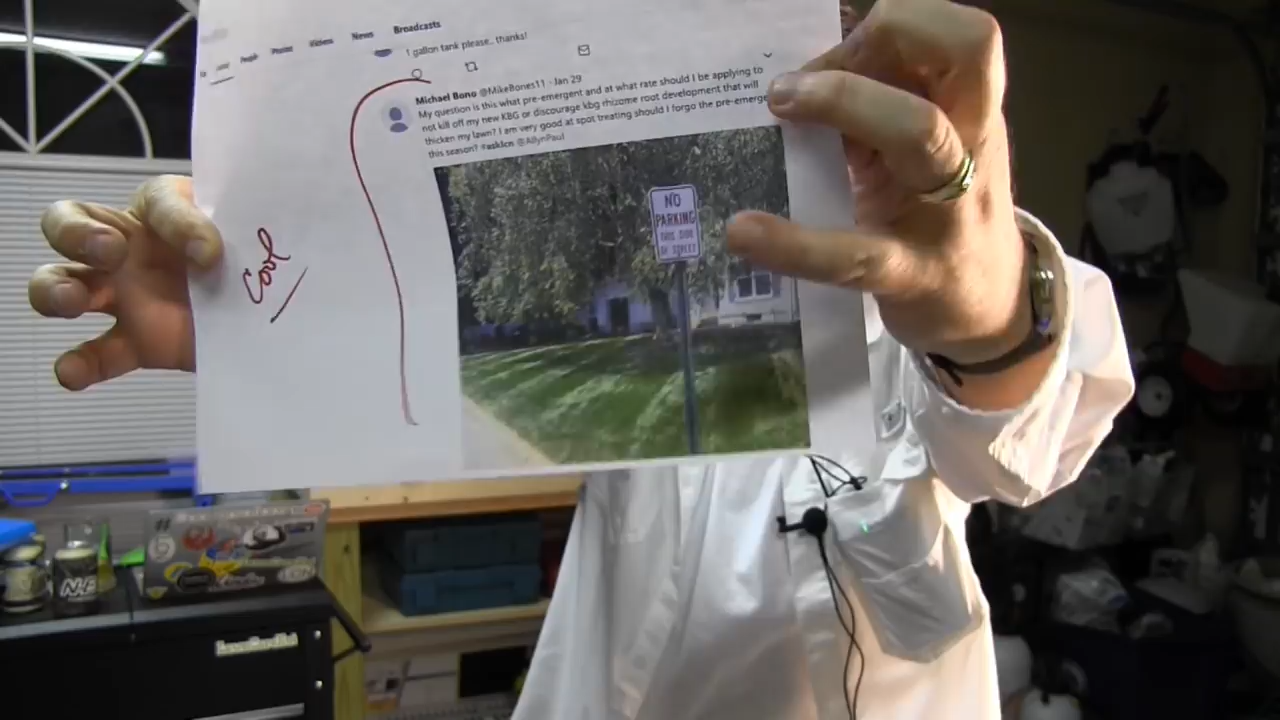 People Photos Videos News Broadcasts
1 gallon tank please.. thanks!
Michael Bono @MikeBones11 · Jan 29
My question is this what pre-emergent and at what rate should I be applying to
not kill off my new KBG or discourage kbg rhizome root development that will
thicken my lawn? I am very good at spot treating should I forgo the pre-emerge
this season? #asklcn @AllynPaul
NO
PARKING
THIS SIDE
OF STREET
Cool